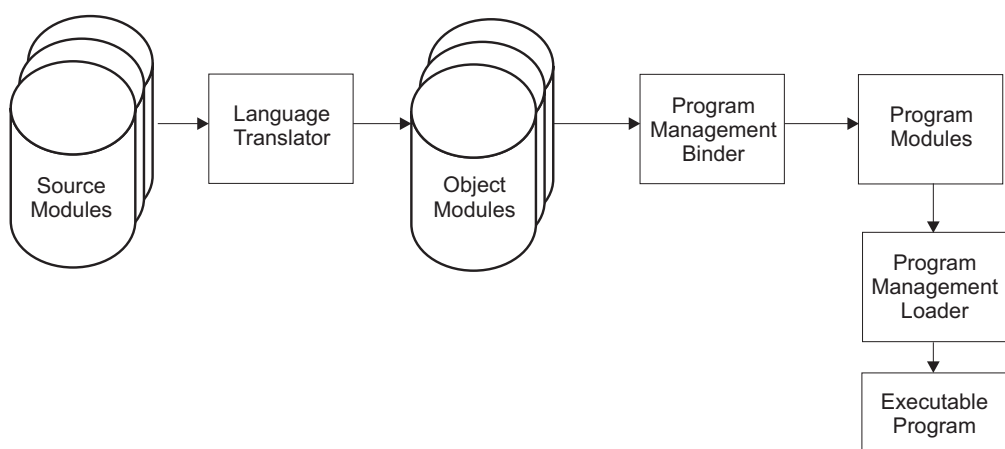 Source
Modules
Language
Translator
Object
Modules
Program
Management
Binder
Program
Modules
Program
Management
Loader
Executable
Program